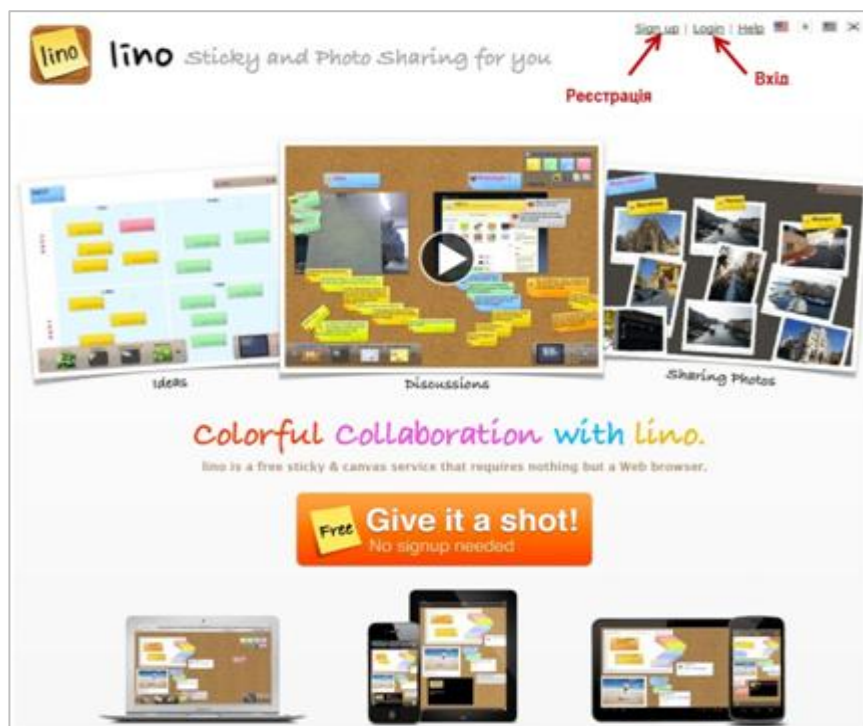 lino
lino Sticky and Photo Sharing for you
Sign up | Login | Help
Реєстрація
Вхід
Ideas
Discussions
Sharing Photos
Colorful Collaboration with lino.
lino is a free sticky & canvas service that requires nothing but a Web browser.
Free
Give it a shot!
No signup needed